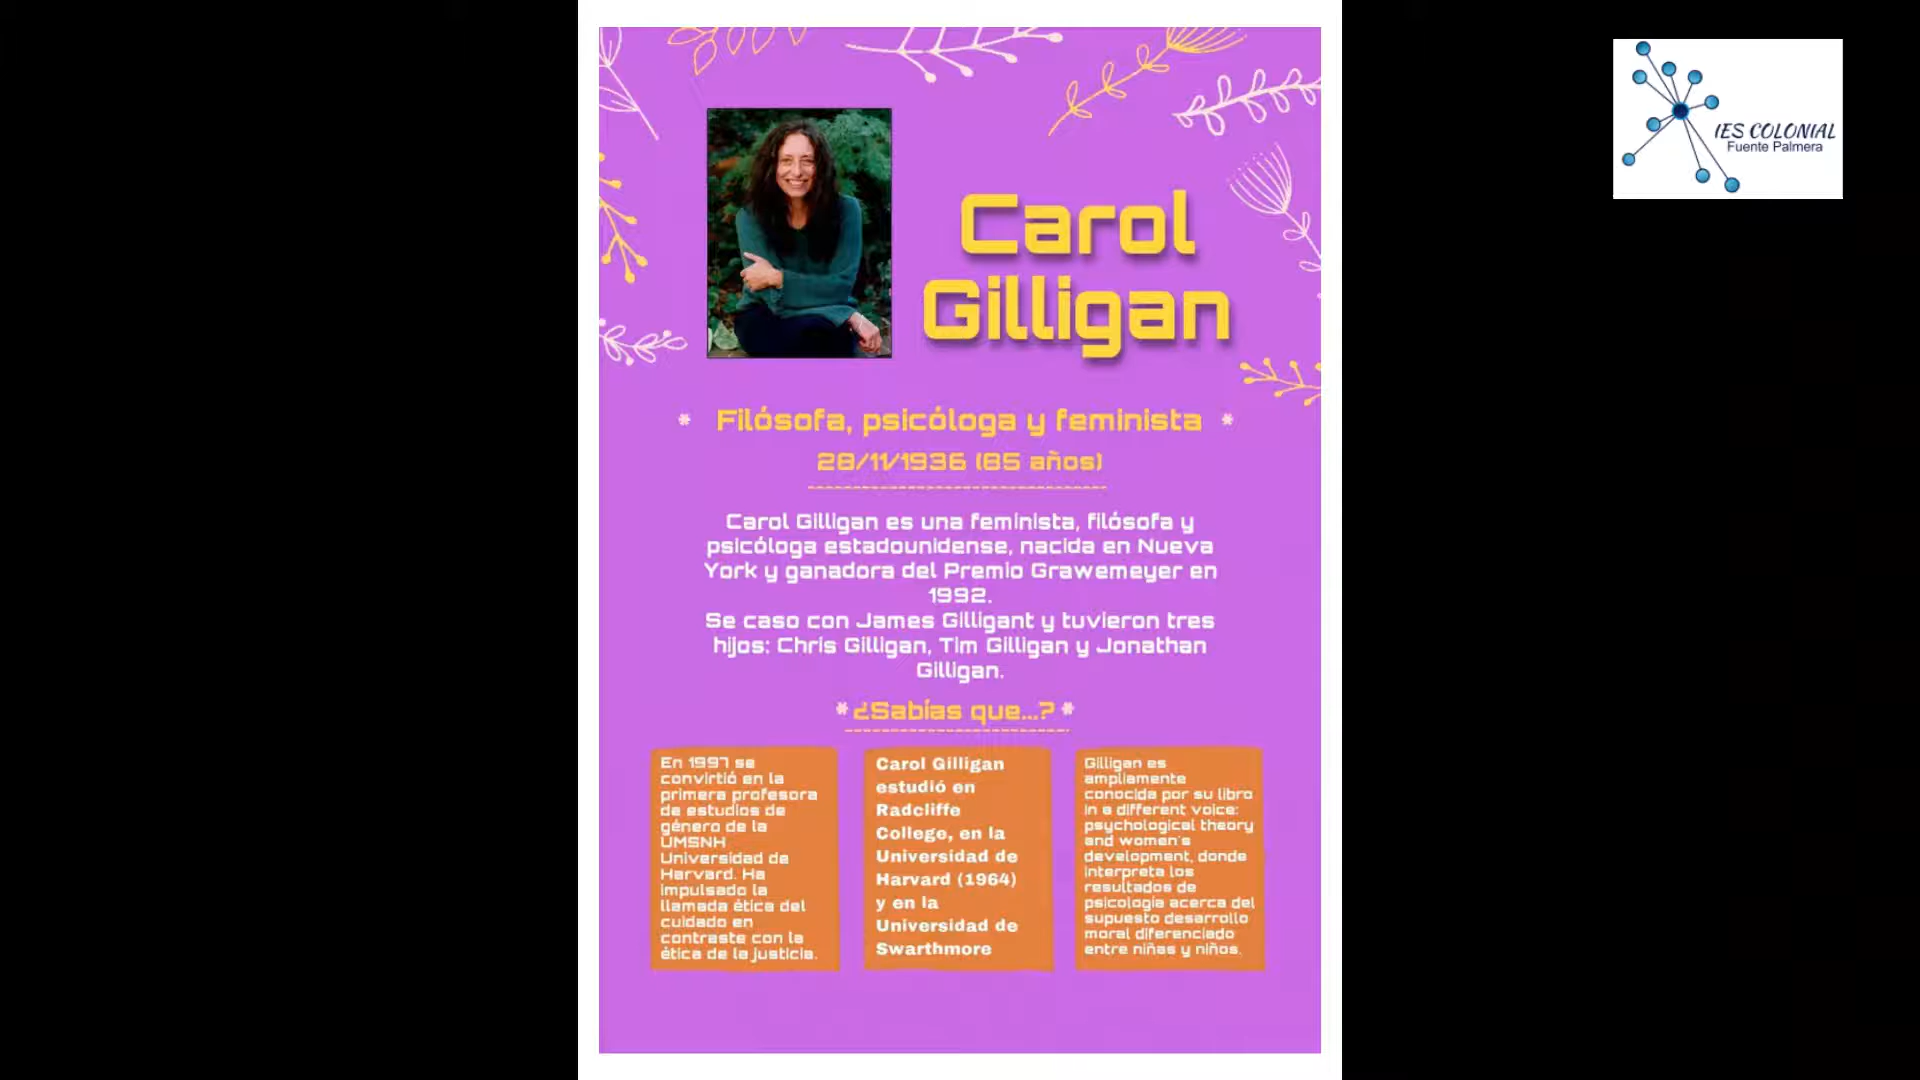 IES COLONIAL
Fuente Palmera
Carol
Gilligan
* Filósofa, psicóloga y feminista *
28/11/1936 (85 años)
Carol Gilligan es una feminista, filósofa y
psicóloga estadounidense, nacida en Nueva
York y ganadora del Premio Grawemeyer en
1992.
Se caso con James Gilligant y tuvieron tres
hijos: Chris Gilligan, Tim Gilligan y Jonathan
Gilligan.
* ¿Sabías que...? *
En 1997 se
convirtió en la
primera profesora
de estudios de
género de la
UMSNH
Universidad de
Harvard. Ha
impulsado la
llamada ética del
cuidado en
contraste con la
ética de la justicia.
Carol Gilligan
estudió en
Radcliffe
College, en la
Universidad de
Harvard (1964)
y en la
Universidad de
Swarthmore
Gilligan es
ampliamente
conocida por su libro
in a different voice:
psychological theory
and women's
development, donde
interpreta los
resultados de
psicología acerca del
supuesto desarrollo
moral diferenciado
entre niñas y niños.